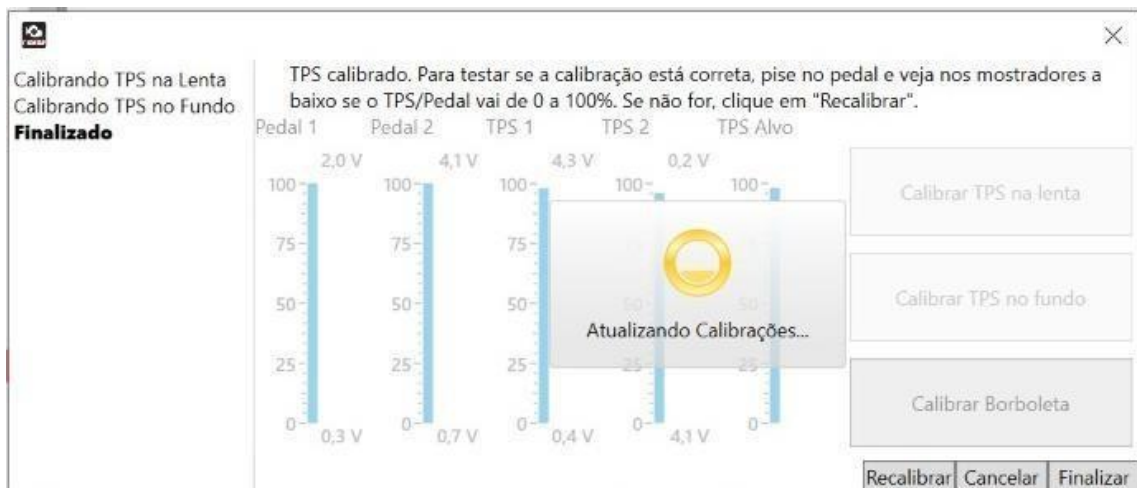 Calibrando TPS na Lenta
Calibrando TPS no Fundo
Finalizado
TPS calibrado. Para testar se a calibração está correta, pise no pedal e veja nos mostradores a
baixo se o TPS/Pedal vai de 0 a 100%. Se não for, clique em "Recalibrar".
Pedal 1 Pedal 2 TPS 1 TPS 2 TPS Alvo
2,0 V 4,1 V 4,3 V 0,2 V
100 100 100 100 100
75 75 75
50 50 50 50 50
25 25 25 25 25
0 0 0 0 0
0,3 V 0,7 V 0,4 V 4,1 V
Atualizando Calibrações...
Calibrar TPS na lenta
Calibrar TPS no fundo
Calibrar Borboleta
Recalibrar Cancelar Finalizar